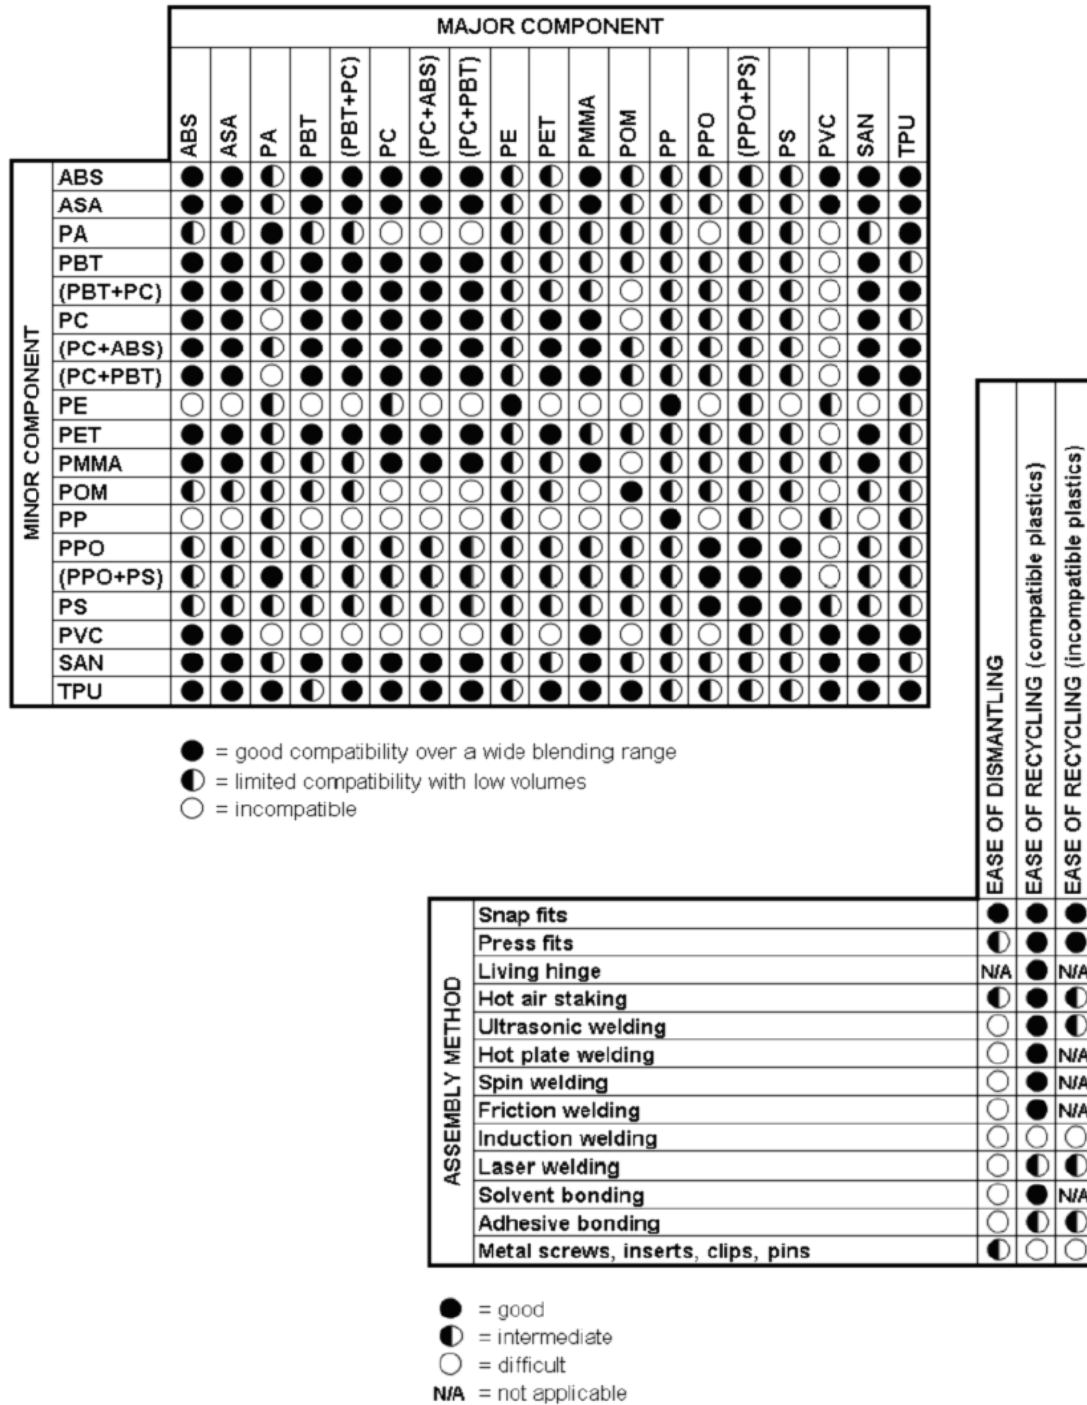 MAJOR COMPONENT
ABS
ASA
PA
PBT
(PBT+PC)
PC
(PC+ABS)
(PC+PBT)
PE
PET
PMMA
POM
PP
PPO
(PPO+PS)
PS
PVC
SAN
TPU
MINOR COMPONENT
ABS
ASA
PA
PBT
(PBT+PC)
PC
(PC+ABS)
(PC+PBT)
PE
PET
PMMA
POM
PP
PPO
(PPO+PS)
PS
PVC
SAN
TPU
= good compatibility over a wide blending range
= limited compatibility with low volumes
= incompatible
EASE OF DISMANTLING
EASE OF RECYCLING (compatible plastics)
EASE OF RECYCLING (incompatible plastics)
ASSEMBLY METHOD
Snap fits
Press fits
Living hinge N/A N/A
Hot air staking
Ultrasonic welding
Hot plate welding N/A
Spin welding N/A
Friction welding N/A
Induction welding
Laser welding
Solvent bonding N/A
Adhesive bonding
Metal screws, inserts, clips, pins
= good
= intermediate
= difficult
N/A = not applicable